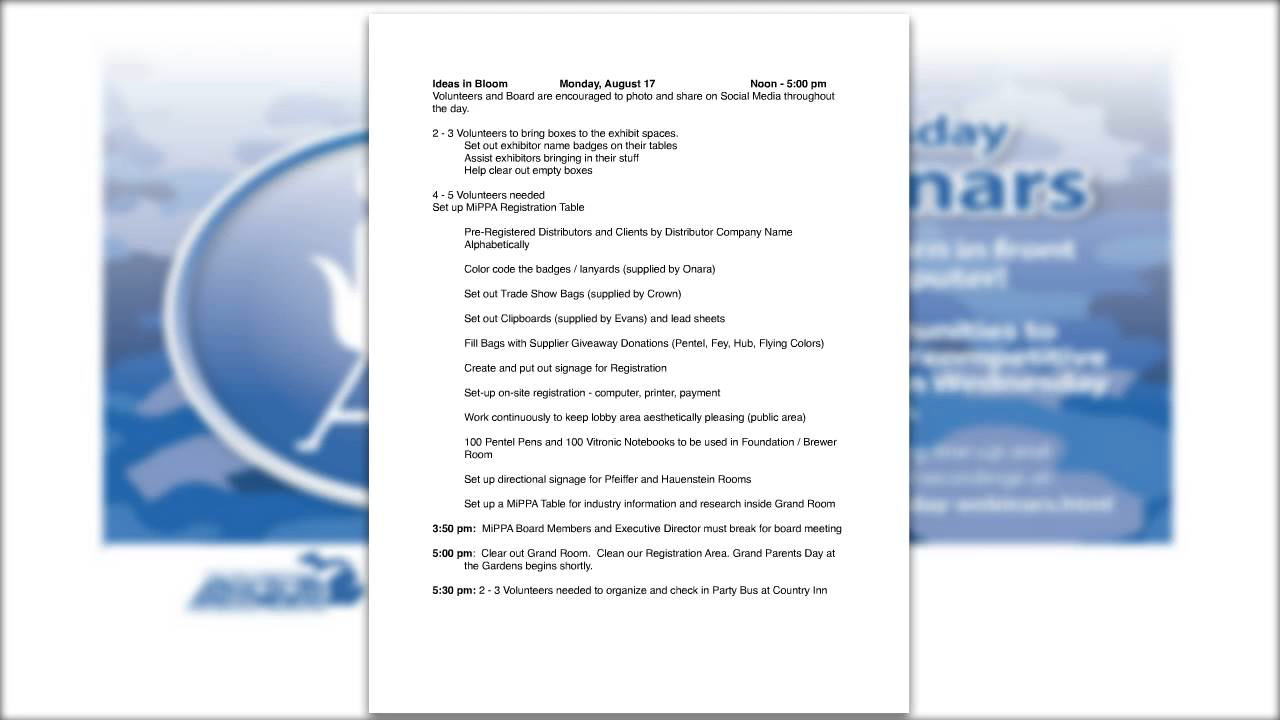 Ideas in Bloom Monday, August 17 Noon - 5:00 pm
Volunteers and Board are encouraged to photo and share on Social Media throughout
the day.
2 - 3 Volunteers to bring boxes to the exhibit spaces.
Set out exhibitor name badges on their tables
Assist exhibitors bringing in their stuff
Help clear out empty boxes
4 - 5 Volunteers needed
Set up MiPPA Registration Table
Pre-Registered Distributors and Clients by Distributor Company Name
Alphabetically
Color code the badges / lanyards (supplied by Onara)
Set out Trade Show Bags (supplied by Crown)
Set out Clipboards (supplied by Evans) and lead sheets
Fill Bags with Supplier Giveaway Donations (Pentel, Fey, Hub, Flying Colors)
Create and put out signage for Registration
Set-up on-site registration - computer, printer, payment
Work continuously to keep lobby area aesthetically pleasing (public area)
100 Pentel Pens and 100 Vitronic Notebooks to be used in Foundation / Brewer
Room
Set up directional signage for Pfeiffer and Hauenstein Rooms
Set up a MiPPA Table for industry information and research inside Grand Room
3:50 pm: MiPPA Board Members and Executive Director must break for board meeting
5:00 pm: Clear out Grand Room. Clean our Registration Area. Grand Parents Day at
the Gardens begins shortly.
5:30 pm: 2 - 3 Volunteers needed to organize and check in Party Bus at Country Inn